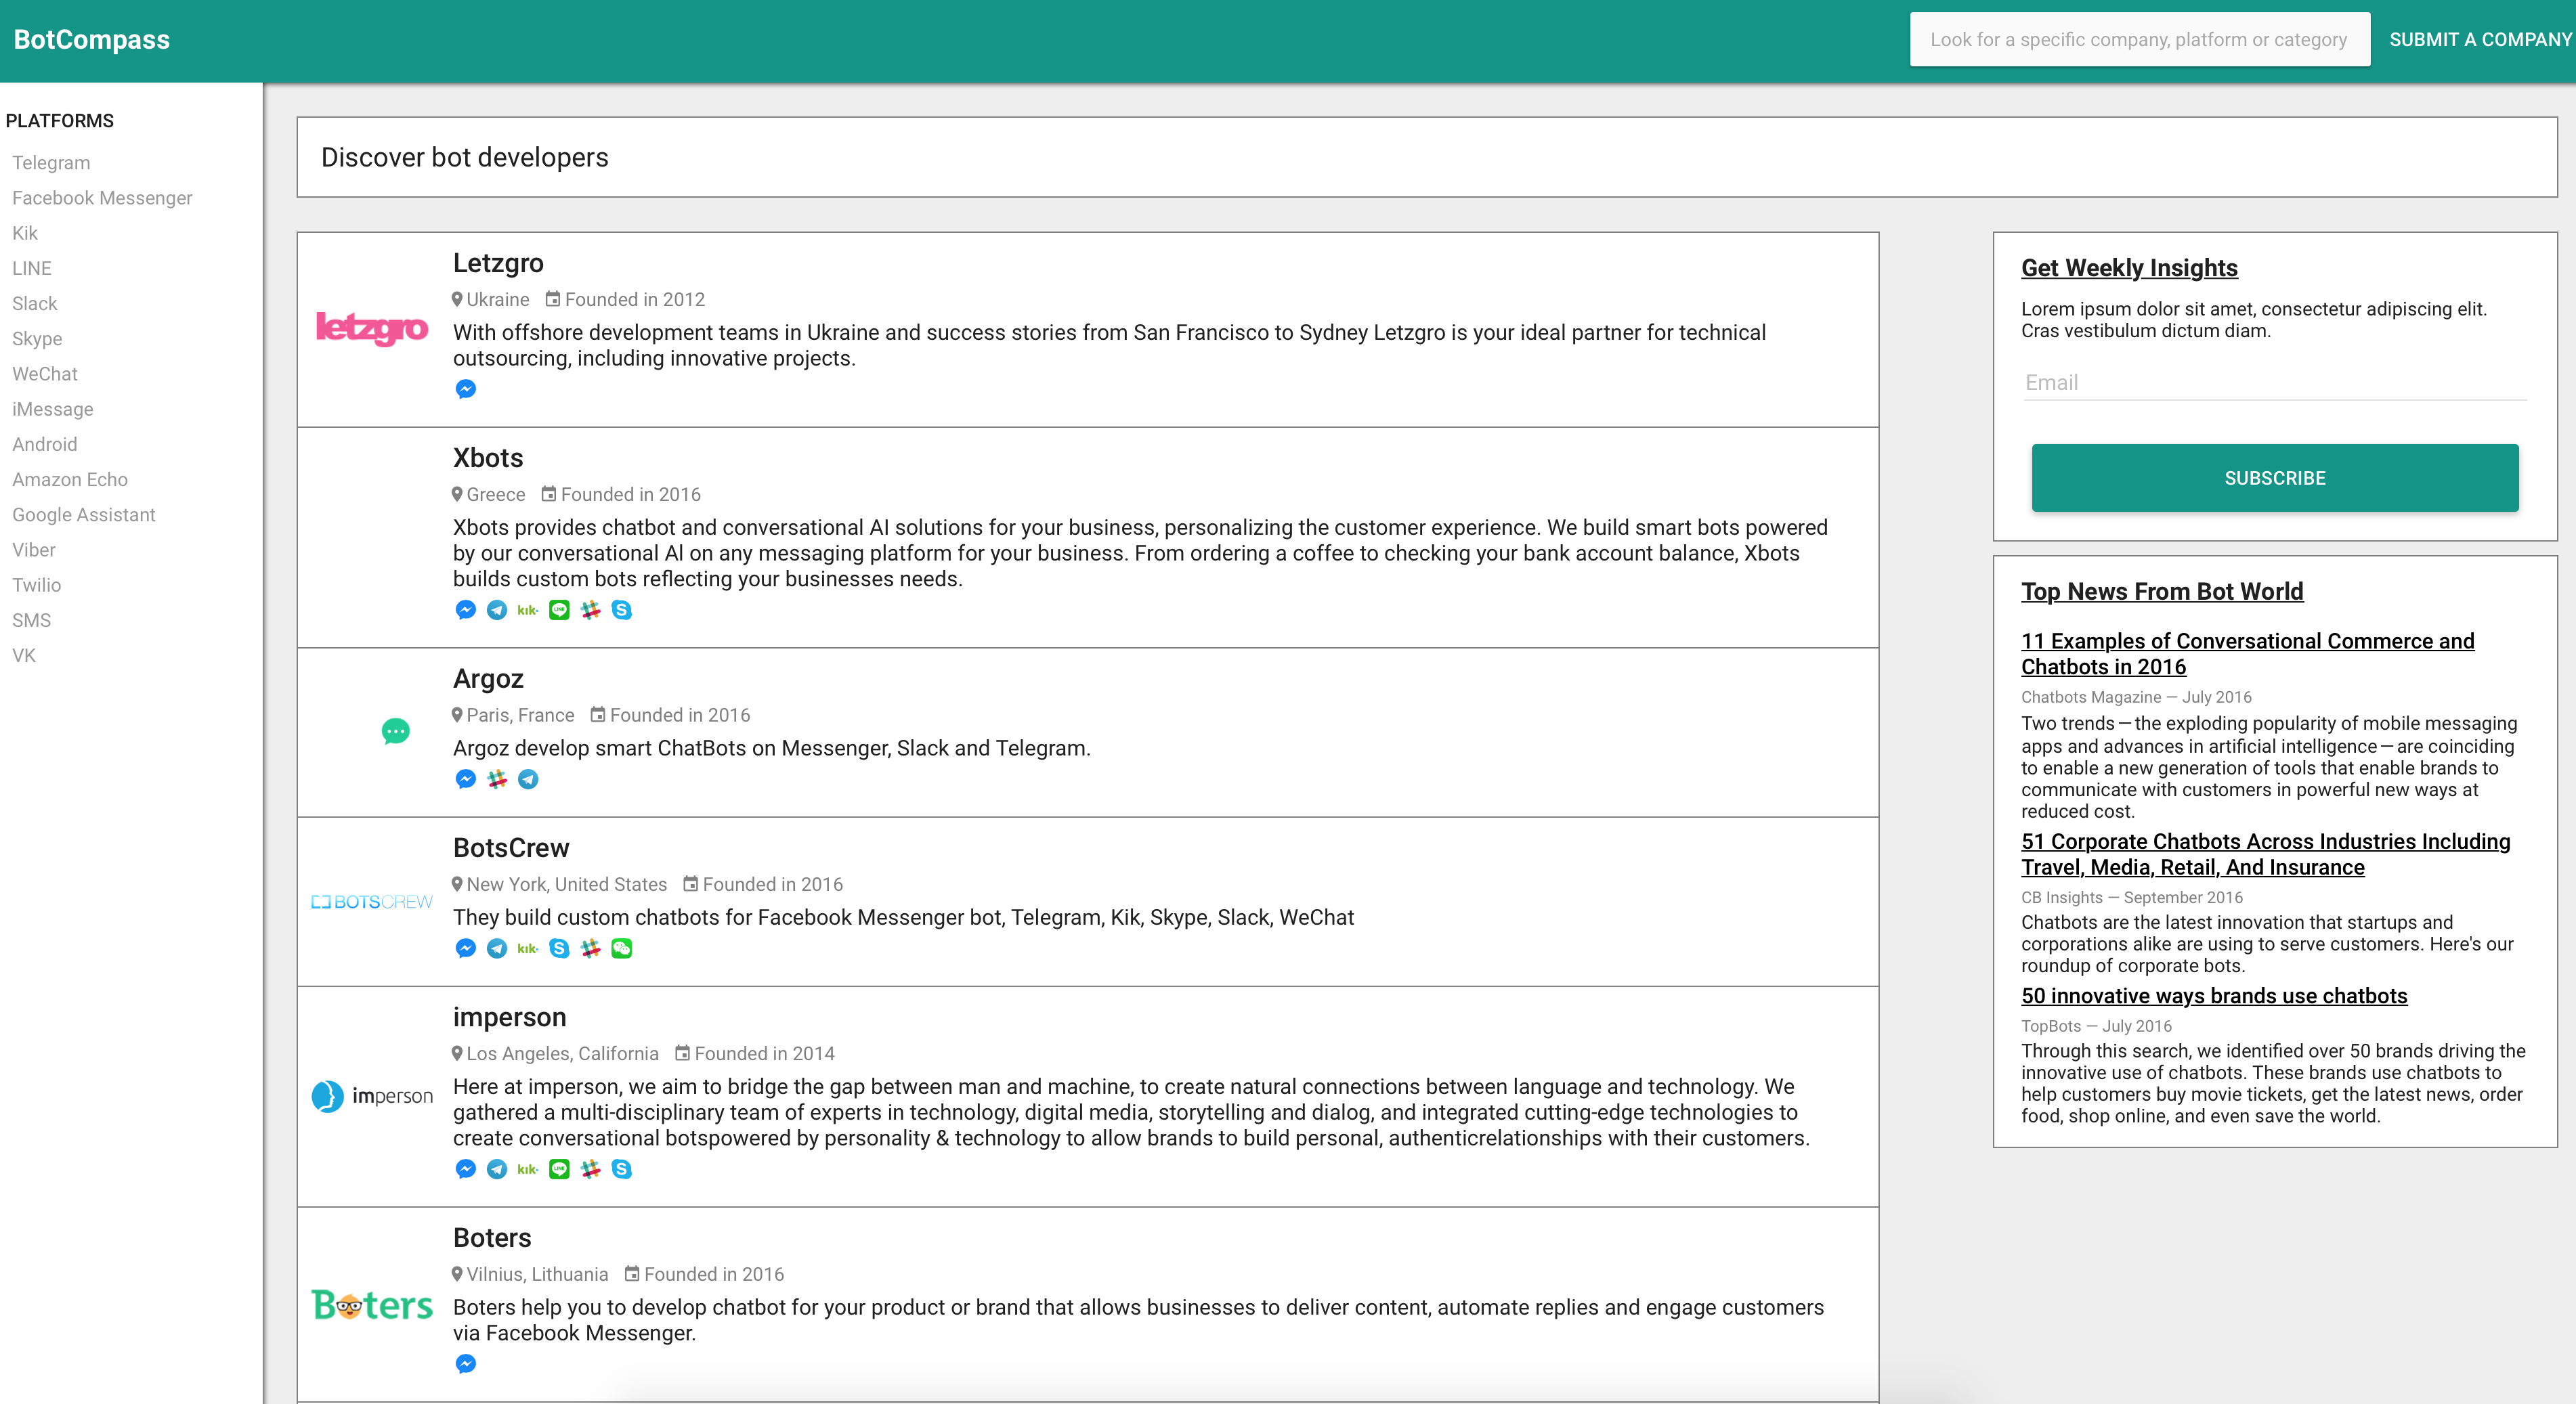 BotCompass
Look for a specific company, platform or category
SUBMIT A COMPANY
PLATFORMS
Telegram
Facebook Messenger
Kik
LINE
Slack
Skype
WeChat
iMessage
Android
Amazon Echo
Google Assistant
Viber
Twilio
SMS
VK
Discover bot developers
letzgro
Letzgro
Ukraine Founded in 2012
With offshore development teams in Ukraine and success stories from San Francisco to Sydney Letzgro is your ideal partner for technical
outsourcing, including innovative projects.
Xbots
Greece Founded in 2016
Xbots provides chatbot and conversational AI solutions for your business, personalizing the customer experience. We build smart bots powered
by our conversational AI on any messaging platform for your business. From ordering a coffee to checking your bank account balance, Xbots
builds custom bots reflecting your businesses needs.
kik. LINE S
Argoz
Paris, France Founded in 2016
Argoz develop smart ChatBots on Messenger, Slack and Telegram.
BOTSCREW
BotsCrew
New York, United States Founded in 2016
They build custom chatbots for Facebook Messenger bot, Telegram, Kik, Skype, Slack, WeChat
kik. S
imperson
imperson
Los Angeles, California Founded in 2014
Here at imperson, we aim to bridge the gap between man and machine, to create natural connections between language and technology. We
gathered a multi-disciplinary team of experts in technology, digital media, storytelling and dialog, and integrated cutting-edge technologies to
create conversational botspowered by personality & technology to allow brands to build personal, authenticrelationships with their customers.
kik. LINE S
Boters
Boters
Vilnius, Lithuania Founded in 2016
Boters help you to develop chatbot for your product or brand that allows businesses to deliver content, automate replies and engage customers
via Facebook Messenger.
Get Weekly Insights
Lorem ipsum dolor sit amet, consectetur adipiscing elit.
Cras vestibulum dictum diam.
Email
SUBSCRIBE
Top News From Bot World
11 Examples of Conversational Commerce and
Chatbots in 2016
Chatbots Magazine — July 2016
Two trends — the exploding popularity of mobile messaging
apps and advances in artificial intelligence — are coinciding
to enable a new generation of tools that enable brands to
communicate with customers in powerful new ways at
reduced cost.
51 Corporate Chatbots Across Industries Including
Travel, Media, Retail, And Insurance
CB Insights — September 2016
Chatbots are the latest innovation that startups and
corporations alike are using to serve customers. Here's our
roundup of corporate bots.
50 innovative ways brands use chatbots
TopBots — July 2016
Through this search, we identified over 50 brands driving the
innovative use of chatbots. These brands use chatbots to
help customers buy movie tickets, get the latest news, order
food, shop online, and even save the world.